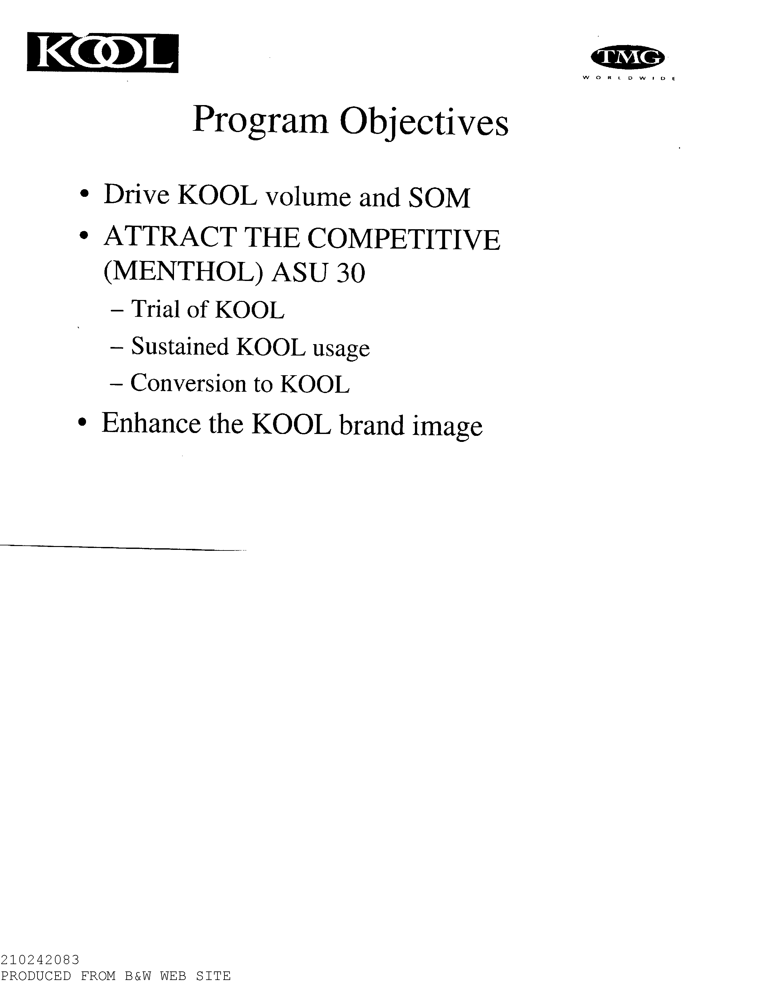 KOOL
TMG
WORLDWIDE
Program Objectives
• Drive KOOL volume and SOM
• ATTRACT THE COMPETITIVE
(MENTHOL) ASU 30
– Trial of KOOL
– Sustained KOOL usage
– Conversion to KOOL
• Enhance the KOOL brand image
210242083
PRODUCED FROM B&W WEB SITE